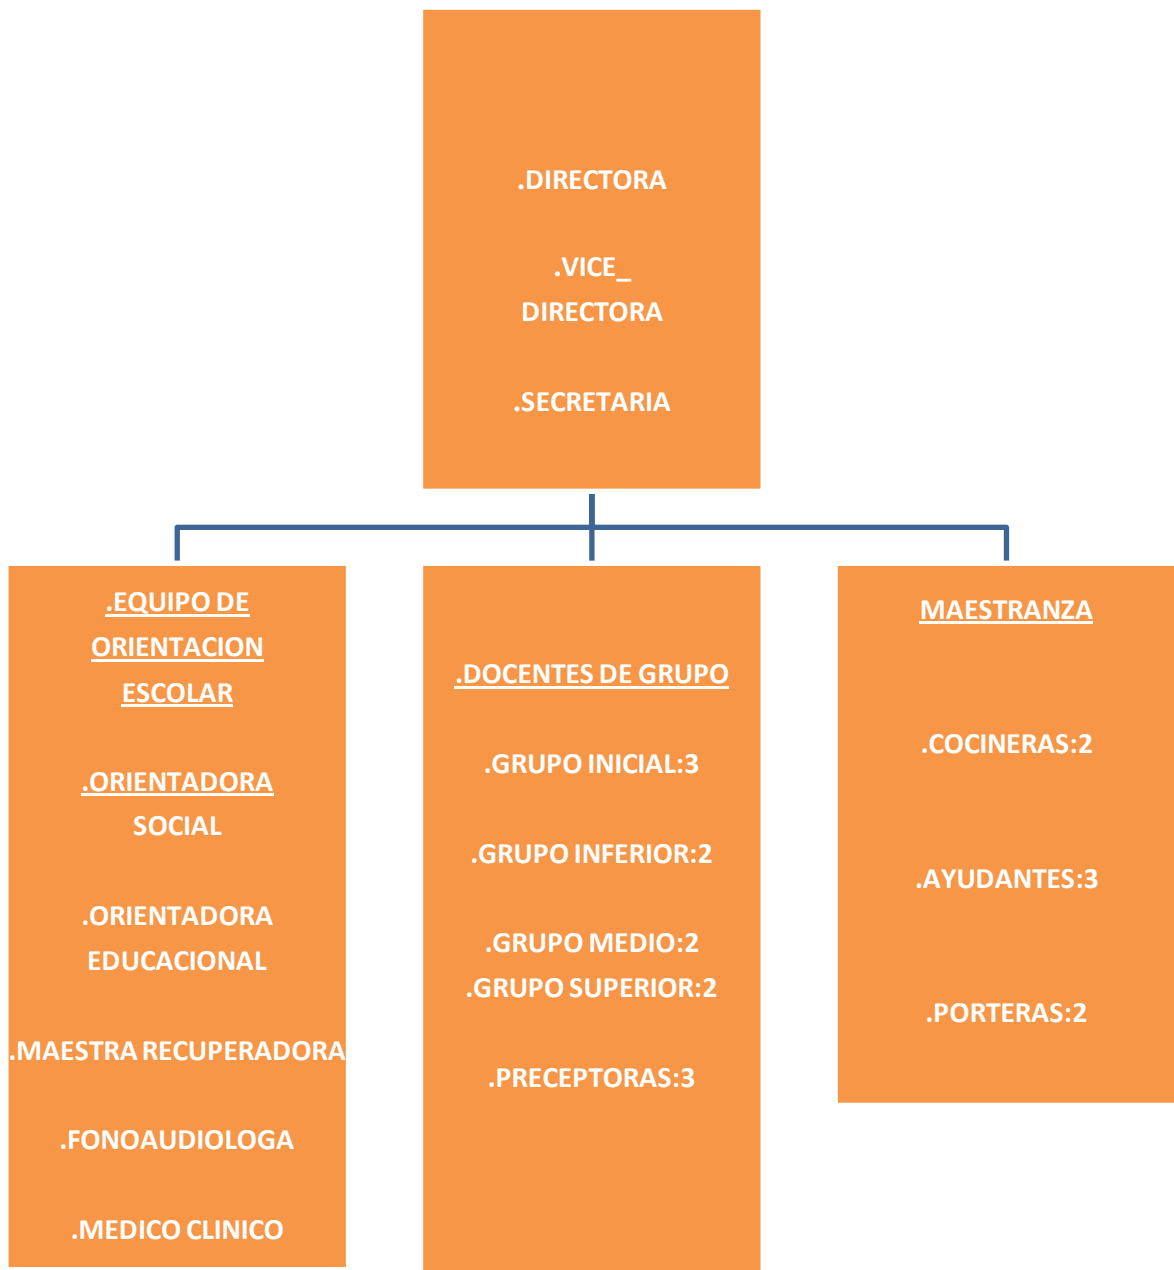 .DIRECTORA
.VICE_
DIRECTORA
.SECRETARIA
.EQUIPO DE
ORIENTACION
ESCOLAR
.ORIENTADORA
SOCIAL
.ORIENTADORA
EDUCACIONAL
.MAESTRA RECUPERADORA
.FONOAUDIOLOGA
.MEDICO CLINICO
.DOCENTES DE GRUPO
.GRUPO INICIAL:3
.GRUPO INFERIOR:2
.GRUPO MEDIO:2
.GRUPO SUPERIOR:2
.PRECEPTORAS:3
MAESTRANZA
.COCINERAS:2
.AYUDANTES:3
.PORTERAS:2